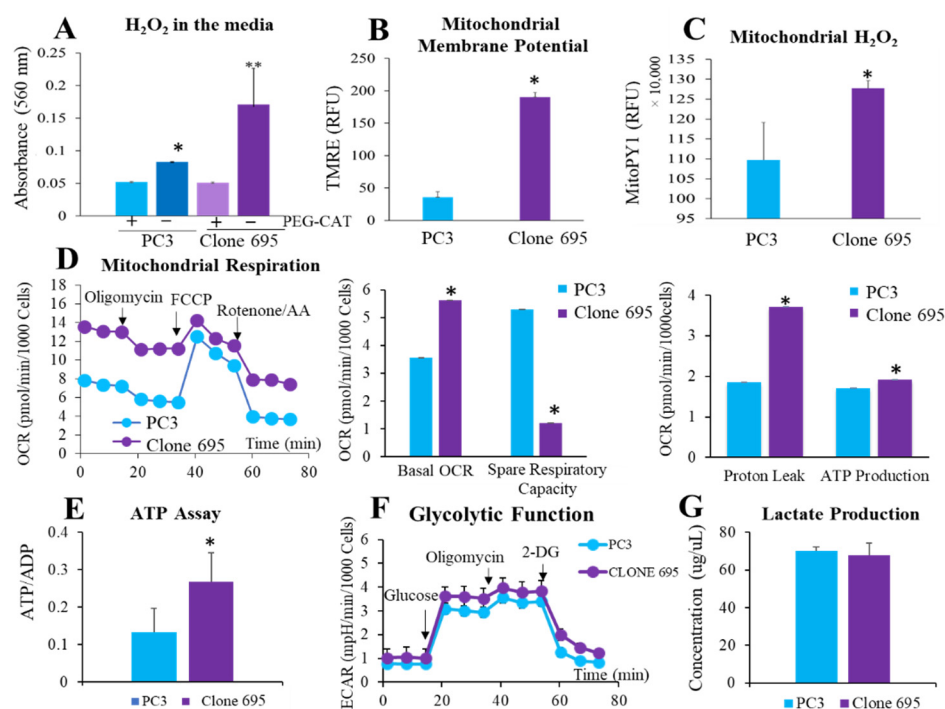 A
H₂O₂ in the media
Absorbance (560 nm)
0.25
0.2
0.15
0.1
0.05
0
*
**
+
−
+
−
PEG-CAT
PC3
Clone 695
B
Mitochondrial
Membrane Potential
TMRE (RFU)
250
200
150
100
50
0
*
PC3
Clone 695
C
Mitochondrial H₂O₂
MitoPY1 (RFU)
× 10,000
135
130
125
120
115
110
105
100
95
*
PC3
Clone 695
D
Mitochondrial Respiration
OCR (pmol/min/1000 Cells)
18
16
14
12
10
8
6
4
2
0
Oligomycin
FCCP
Rotenone/AA
PC3
Clone 695
Time (min)
0
20
40
60
80
OCR (pmol/min/1000 Cells)
6
5
4
3
2
1
0
*
*
PC3
Clone 695
Basal OCR
Spare Respiratory
Capacity
OCR (pmol/min/1000cells)
4
3
2
1
0
*
*
PC3
Clone 695
Proton Leak
ATP Production
E
ATP Assay
ATP/ADP
0.4
0.3
0.2
0.1
0
*
PC3
Clone 695
F
Glycolytic Function
ECAR (mpH/min/1000 Cells)
6
5
4
3
2
1
0
Glucose
Oligomycin
2-DG
PC3
CLONE 695
Time (min)
0
20
40
60
80
G
Lactate Production
Concentration (ug/uL)
80
60
40
20
0
PC3
Clone 695